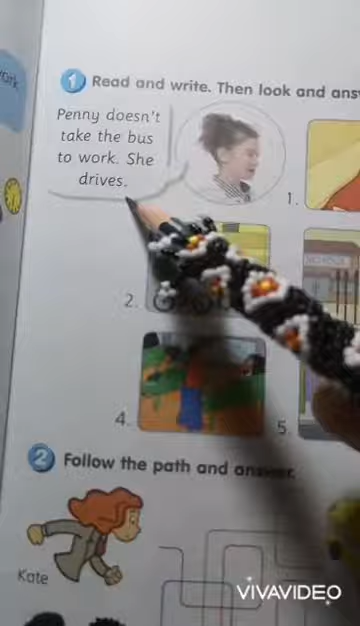 1 Read and write. Then look and ans
Penny doesn't
take the bus
to work. She
drives.
1.
SCHOOL
2.
4.
5.
2 Follow the path and answer.
Kate
VIVAVIDEO